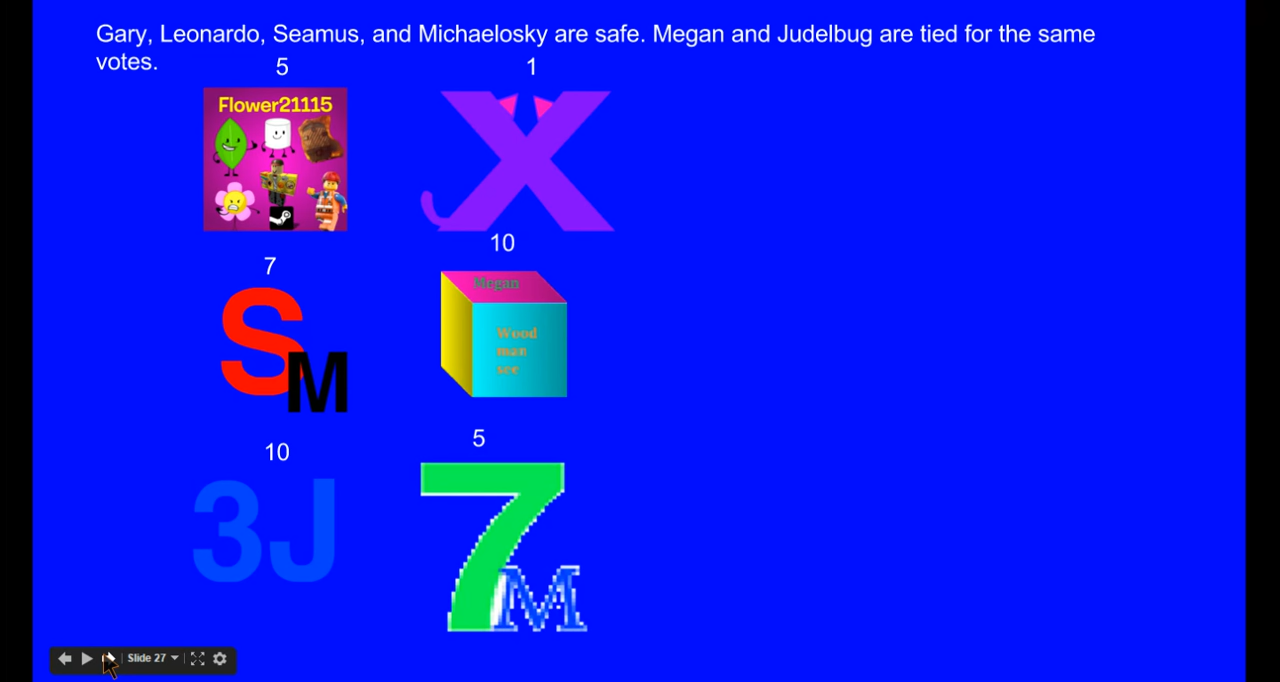 Gary, Leonardo, Seamus, and Michaelosky are safe. Megan and Judelbug are tied for the same
votes.
5
1
Flower21115
X
7
10
SM
Megan
Wood
man
see
10
5
3J
7M
Slide 27